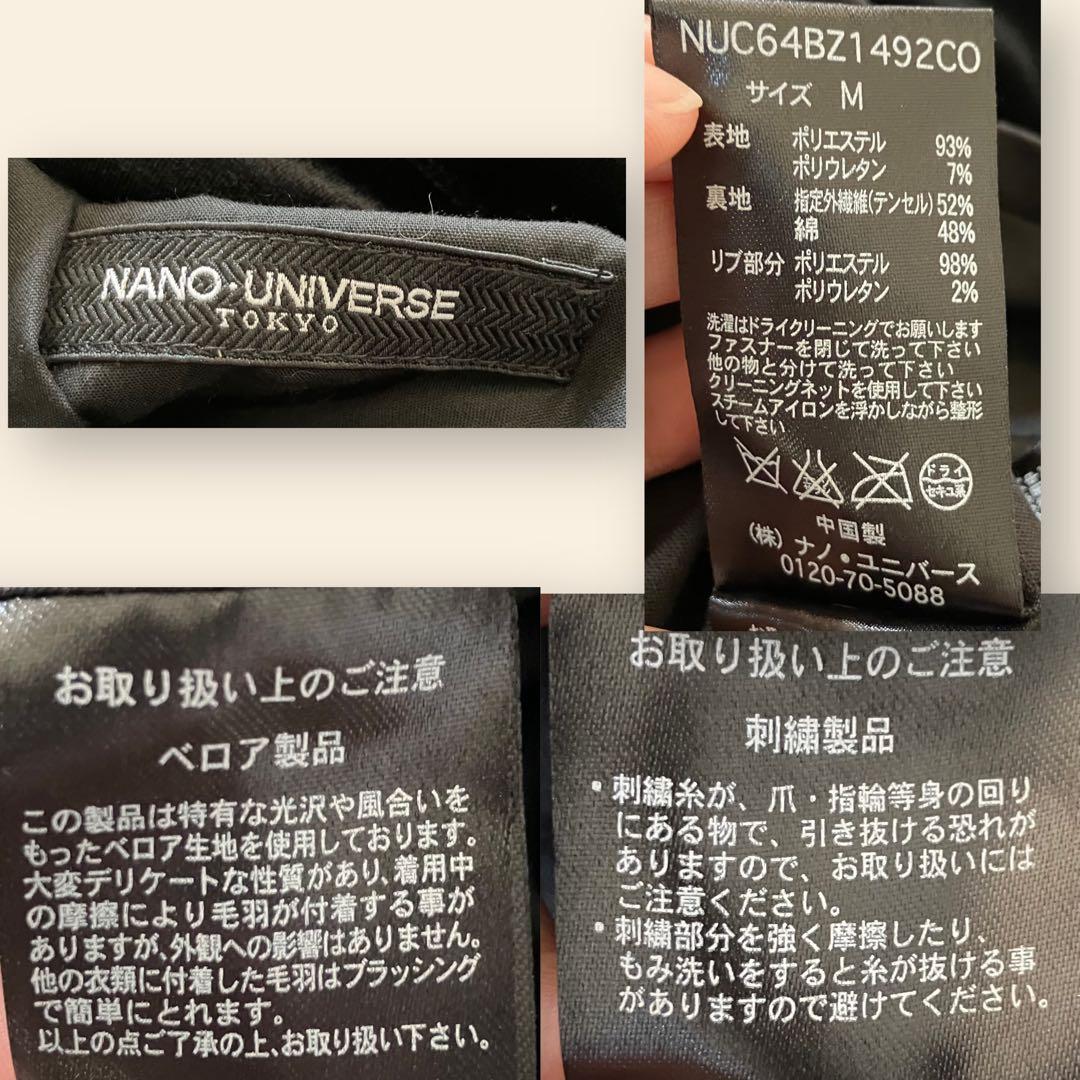 NANO・UNIVERSE
TOKYO
NUC64BZ1492CO
サイズ M
表地 ポリエステル 93%
ポリウレタン 7%
裏地 指定外繊維(テンセル) 52%
綿 48%
リブ部分 ポリエステル 98%
ポリウレタン 2%
洗濯はドライクリーニングでお願いします
ファスナーを閉じて洗って下さい
他の物と分けて洗って下さい
クリーニングネットを使用して下さい
スチームアイロンを浮かしながら整形
して下さい
ドライ
セキユ系
中国製
(株) ナノ・ユニバース
0120-70-5088
お取り扱い上のご注意
ベロア製品
この製品は特有な光沢や風合いを
もったベロア生地を使用しております。
大変デリケートな性質があり、着用中
の摩擦により毛羽が付着する事が
ありますが、外観への影響はありません。
他の衣類に付着した毛羽はブラッシング
で簡単にとれます。
以上の点ご了承の上、お取り扱い下さい。
お取り扱い上のご注意
刺繍製品
・刺繍糸が、爪・指輪等身の回り
にある物で、引き抜ける恐れが
ありますので、お取り扱いには
ご注意ください。
・刺繍部分を強く摩擦したり、
もみ洗いをすると糸が抜ける事
がありますので避けてください。